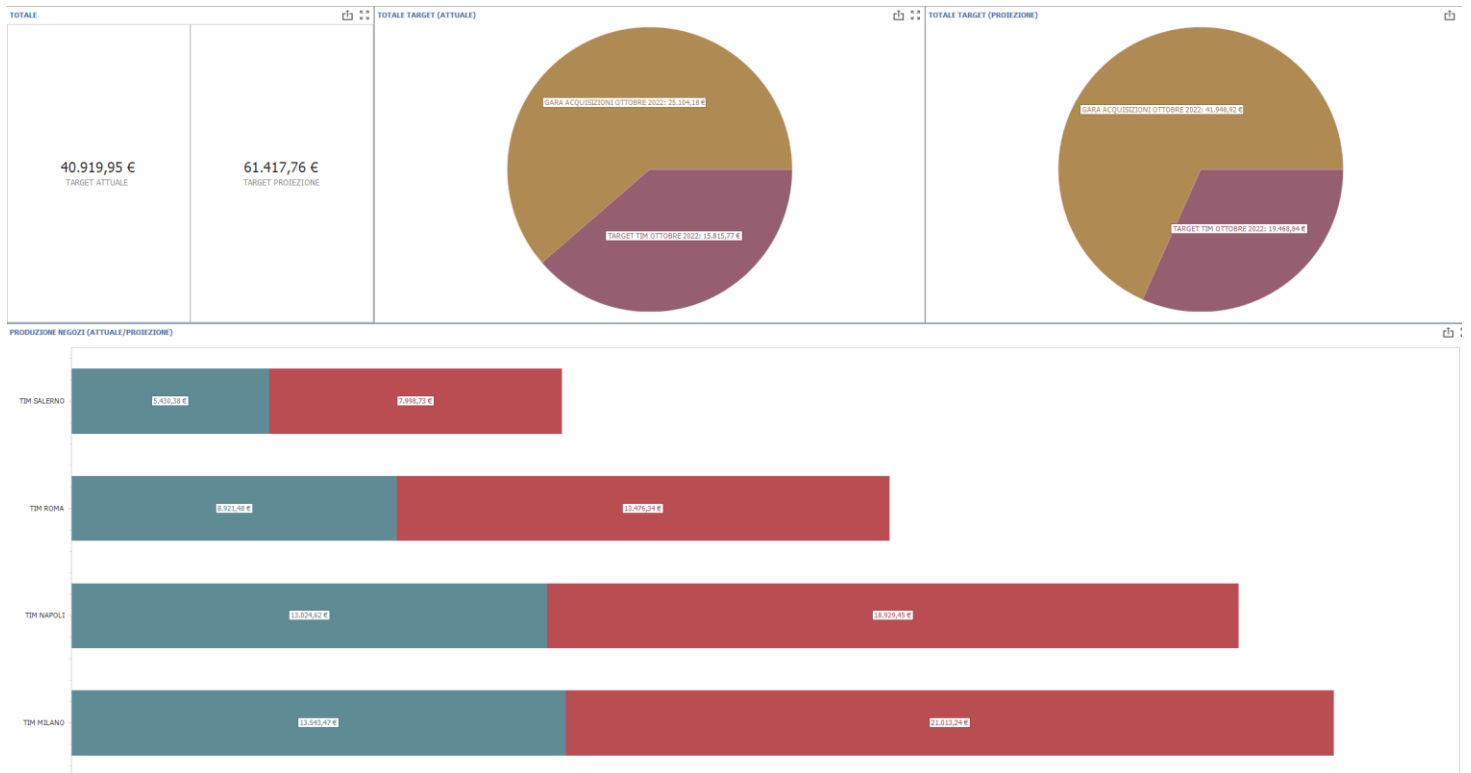 TOTALE
TOTALE TARGET (ATTUALE)
TOTALE TARGET (PROIEZIONE)
40.919,95 €
TARGET ATTUALE
61.417,76 €
TARGET PROIEZIONE
GARA ACQUISIZIONI OTTOBRE 2022: 25.104,18 €
TARGET TIM OTTOBRE 2022: 15.815,77 €
GARA ACQUISIZIONI OTTOBRE 2022: 41.948,92 €
TARGET TIM OTTOBRE 2022: 19.468,84 €
PRODUZIONE NEGOZI (ATTUALE/PROIEZIONE)
TIM SALERNO
5.430,38 €
7.998,73 €
TIM ROMA
8.921,48 €
13.476,34 €
TIM NAPOLI
13.024,62 €
18.929,45 €
TIM MILANO
13.543,47 €
21.013,24 €